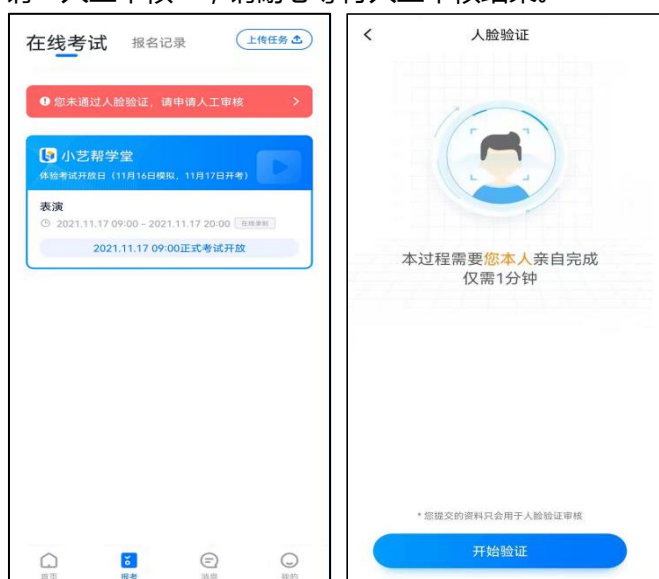 在线考试 报名记录 上传任务
您未通过人脸验证，请申请人工审核
小艺帮学堂
体验考试开放日（11月16日模拟，11月17日开考）
表演
2021.11.17 09:00 - 2021.11.17 20:00 在线录制
2021.11.17 09:00正式考试开放
首页 报考 消息 我的
人脸验证
本过程需要您本人亲自完成
仅需1分钟
* 您提交的资料只会用于人脸验证审核
开始验证